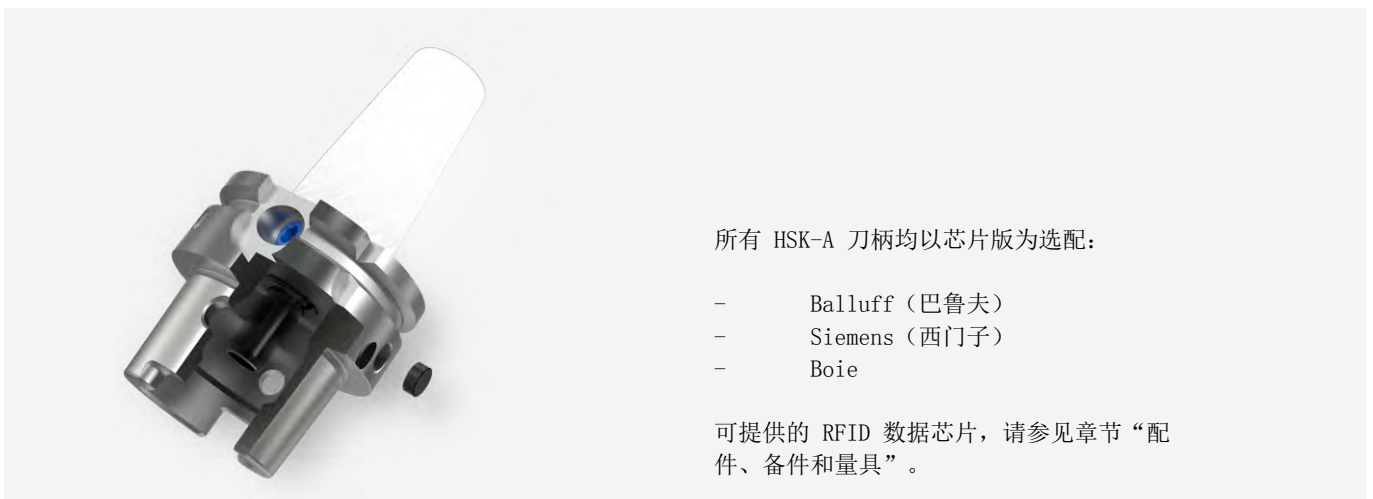 所有 HSK-A 刀柄均以芯片版为选配：
- Balluff（巴鲁夫）
- Siemens（西门子）
- Boie
可提供的 RFID 数据芯片，请参见章节“配
件、备件和量具”。